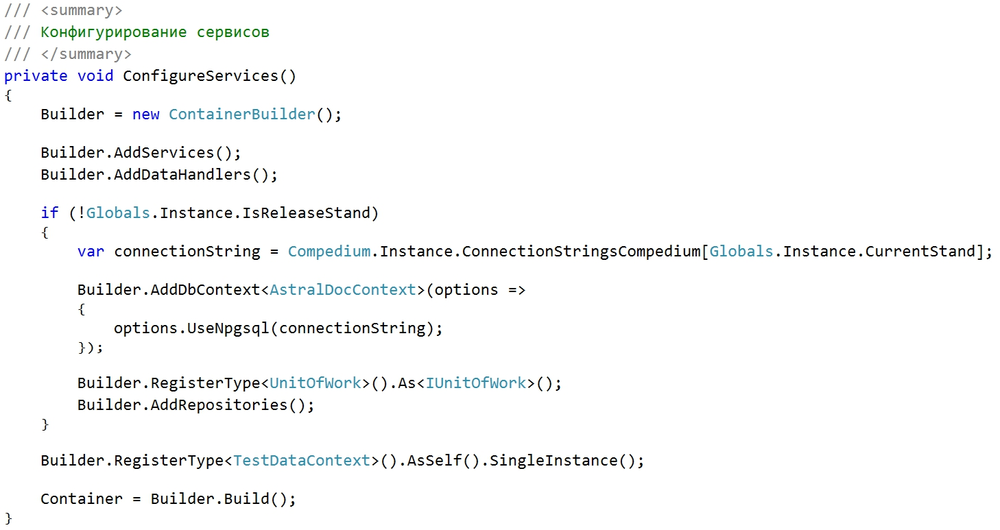 /// <summary>
/// Конфигурирование сервисов
/// </summary>
private void ConfigureServices()
{
    Builder = new ContainerBuilder();

    Builder.AddServices();
    Builder.AddDataHandlers();

    if (!Globals.Instance.IsReleaseStand)
    {
        var connectionString = Compedium.Instance.ConnectionStringsCompedium[Globals.Instance.CurrentStand];

        Builder.AddDbContext<AstralDocContext>(options =>
        {
            options.UseNpgsql(connectionString);
        });

        Builder.RegisterType<UnitOfWork>().As<IUnitOfWork>();
        Builder.AddRepositories();
    }

    Builder.RegisterType<TestDataContext>().AsSelf().SingleInstance();

    Container = Builder.Build();
}